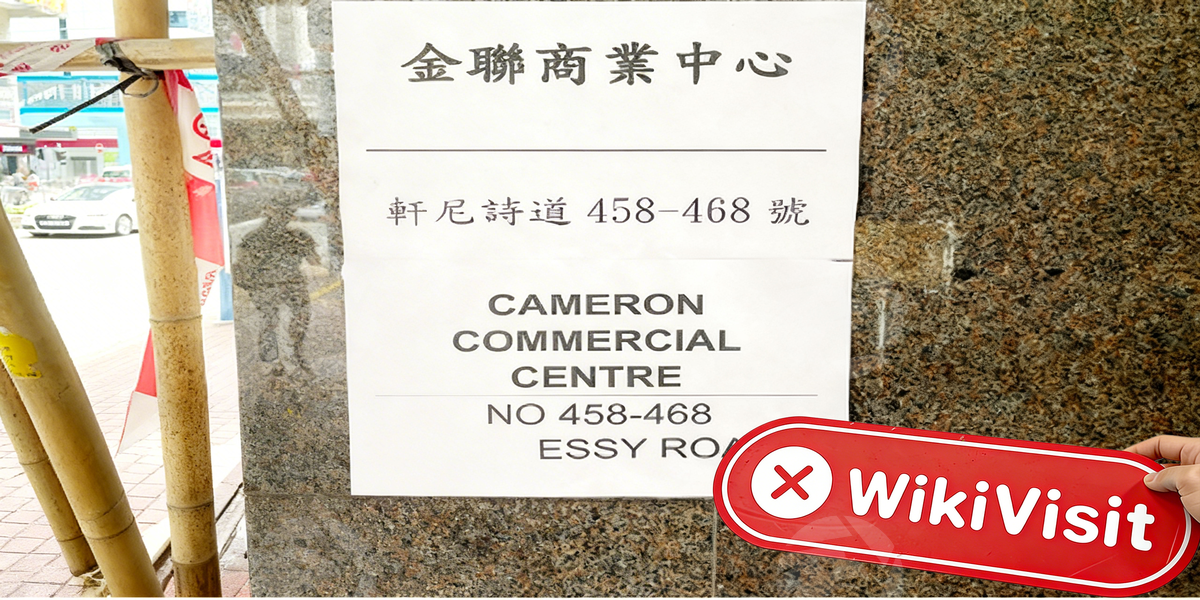 金聯商業中心
軒尼詩道 458-468 號
CAMERON
COMMERCIAL
CENTRE
NO 458-468
ESSY ROA
WikiVisit